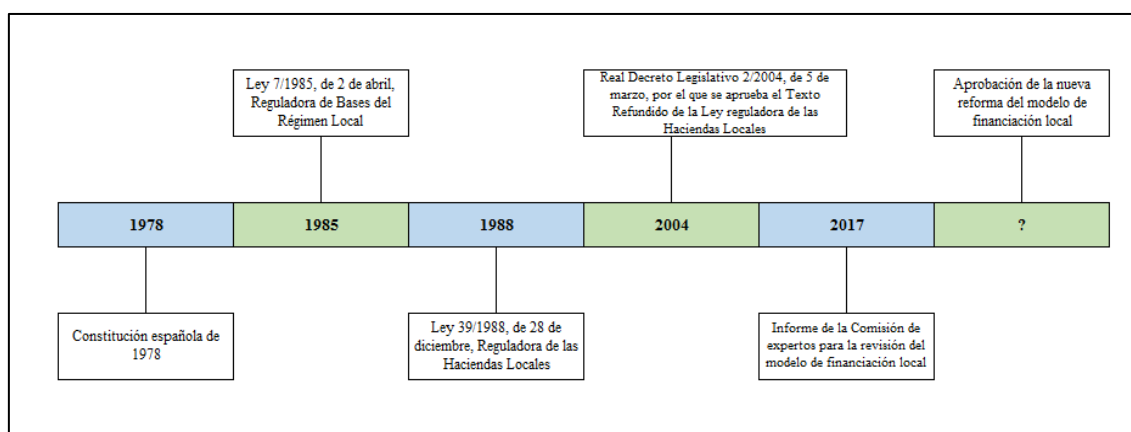 Ley 7/1985, de 2 de abril,
Reguladora de Bases del
Régimen Local
Real Decreto Legislativo 2/2004, de 5 de
marzo, por el que se aprueba el Texto
Refundido de la Ley reguladora de las
Haciendas Locales
Aprobación de la nueva
reforma del modelo de
financiación local
1978
1985
1988
2004
2017
?
Constitución española de
1978
Ley 39/1988, de 28 de
diciembre, Reguladora de las
Haciendas Locales
Informe de la Comisión de
expertos para la revisión del
modelo de financiación local